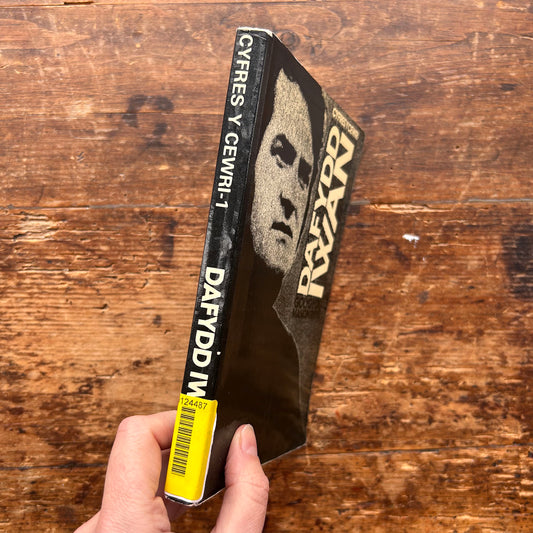 CYFRES Y CEWRI-1
DAFYDD IW
124487
DAFYDD
IWAN